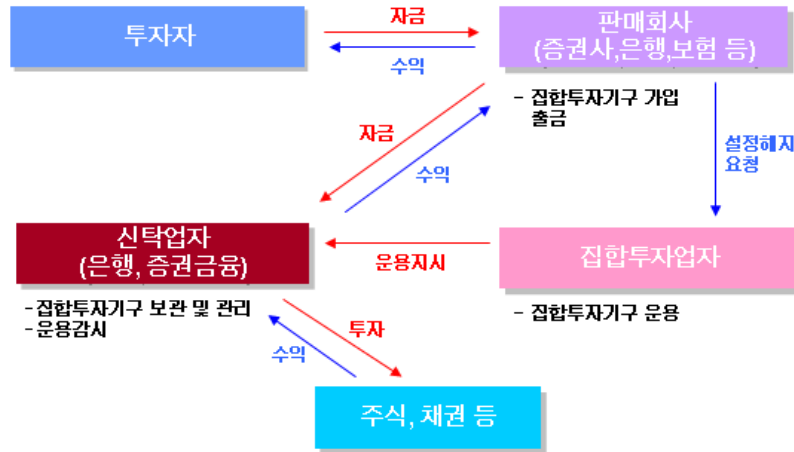 투자자
자금
수익
판매회사
(증권사,은행,보험 등)
- 집합투자기구 가입
출금
자금
수익
설정해지
요청
신탁업자
(은행, 증권금융)
운용지시
집합투자업자
-집합투자기구 보관 및 관리
-운용감시
- 집합투자기구 운용
투자
수익
주식, 채권 등